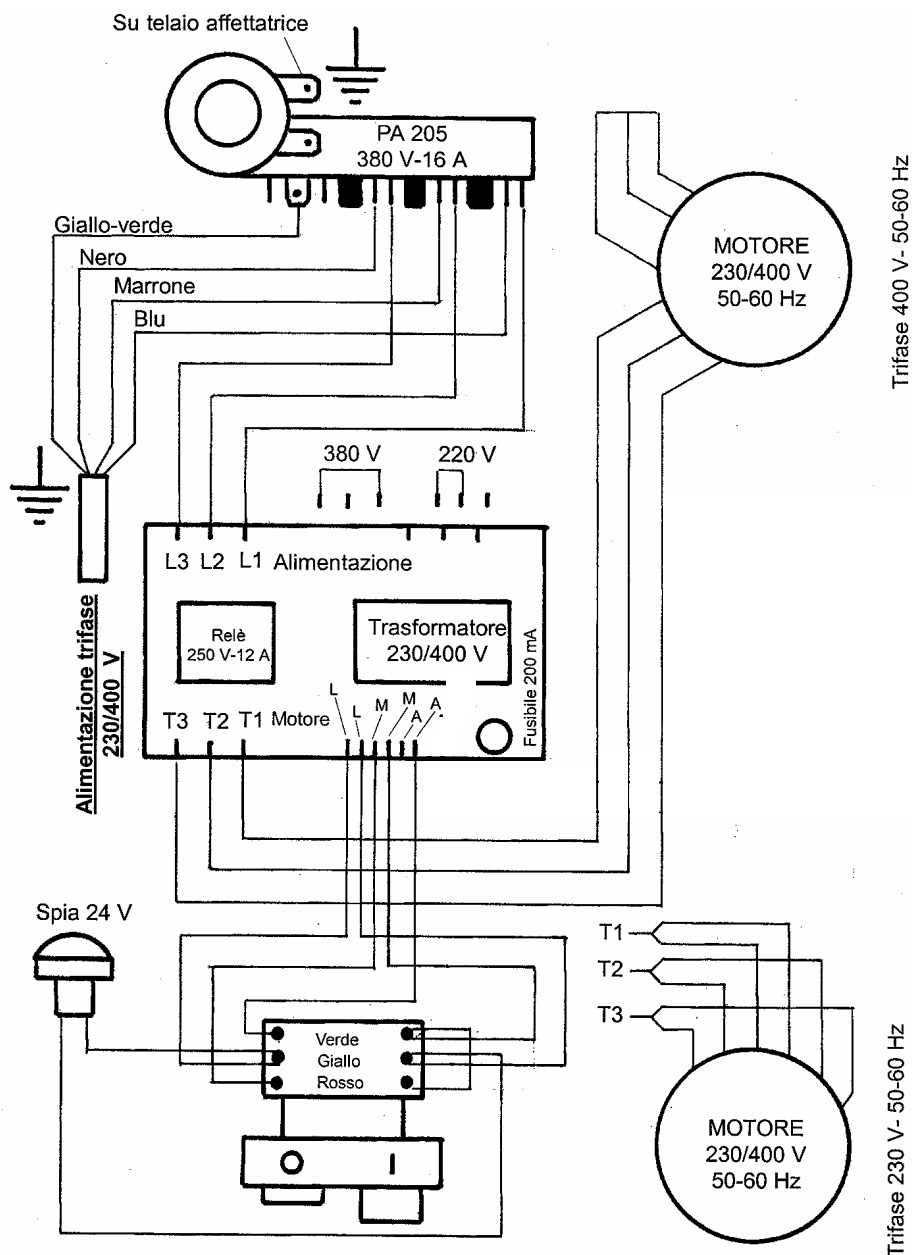 Su telaio affettatrice
PA 205
380 V-16 A
Giallo-verde
Nero
Marrone
Blu
MOTORE
230/400 V
50-60 Hz
Trifase 400 V- 50-60 Hz
380 V
220 V
L3 L2 L1 Alimentazione
Relè
250 V-12 A
Trasformatore
230/400 V
Fusibile 200 mA
L L M M A A
T3 T2 T1 Motore
Alimentazione trifase
230/400 V
Spia 24 V
Verde
Giallo
Rosso
O I
T1
T2
T3
MOTORE
230/400 V
50-60 Hz
Trifase 230 V- 50-60 Hz